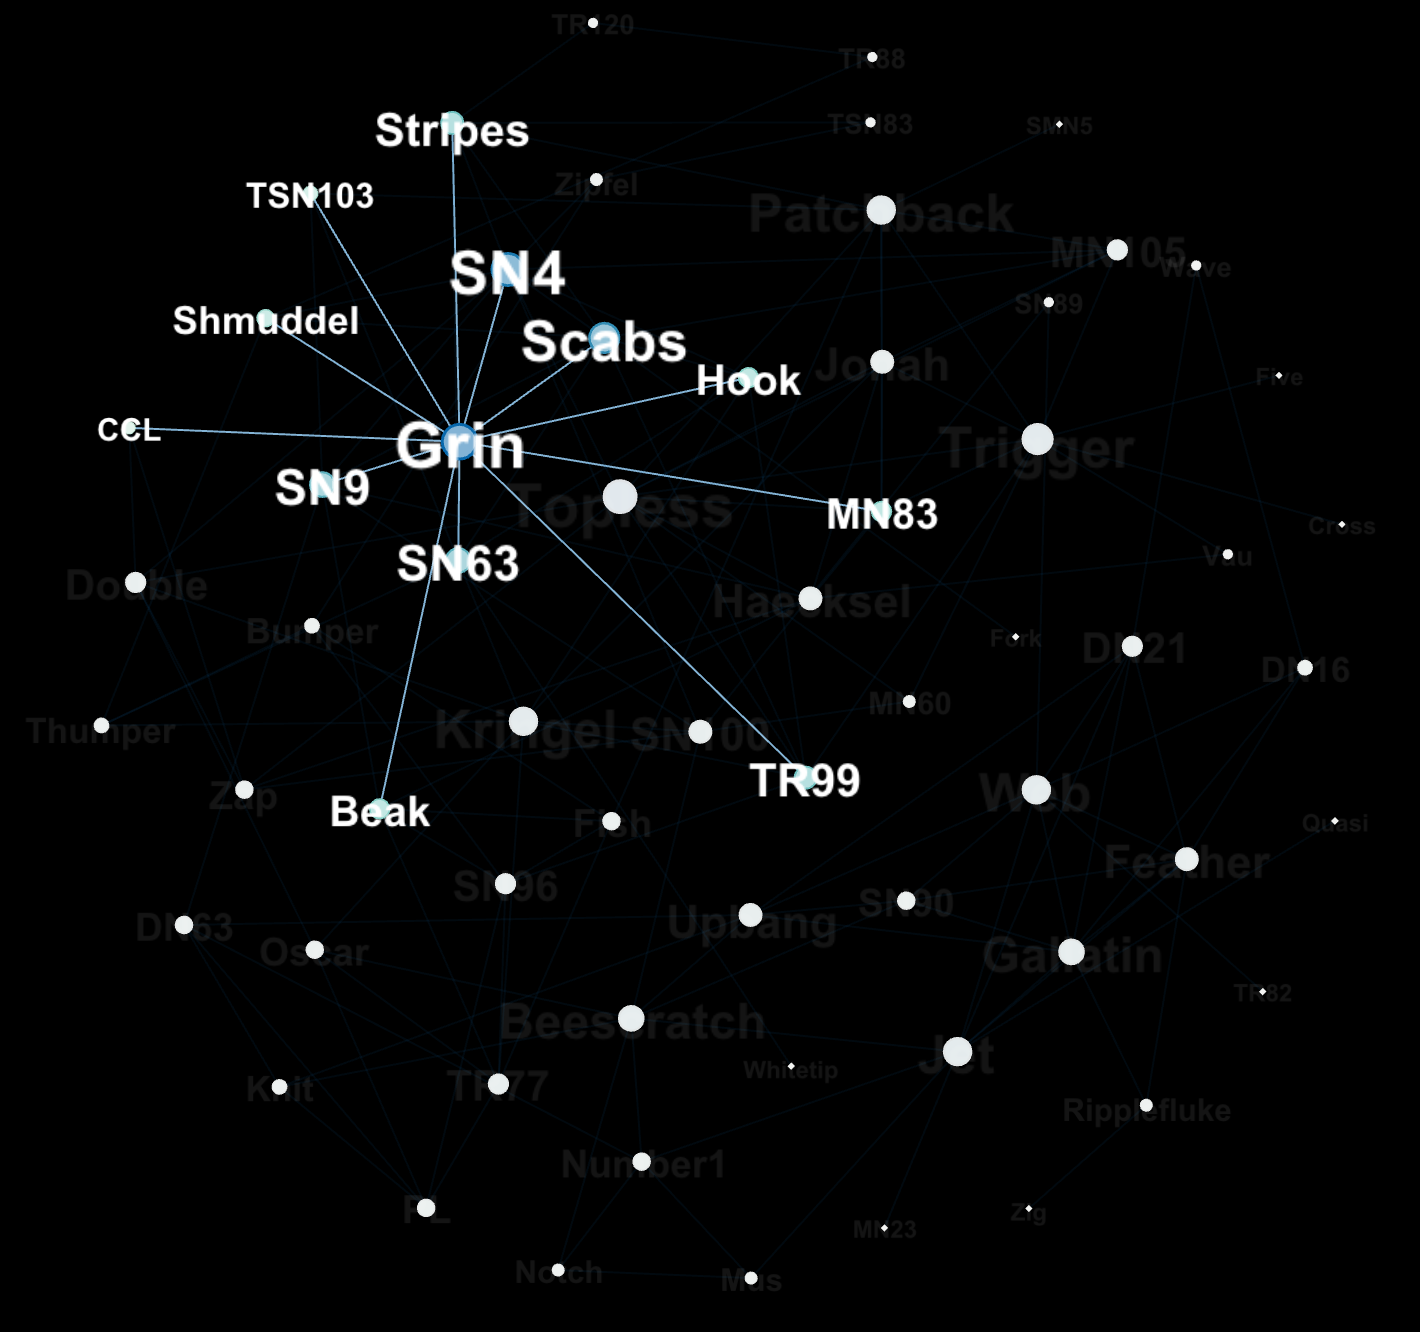 TR120
TR88
Stripes
TSN83
SMN5
Zipfel
TSN103
Patchback
MN105
Wave
SN4
SN89
Shmuddel
Scabs
Jonah
Hook
Five
CCL
Grin
Trigger
SN9
Topless
MN83
Cross
SN63
Vau
Double
Haecksel
Bumper
Fork
DN21
DN16
MN60
Thumper
Kringel
SN100
TR99
Web
Zap
Beak
Fish
Quasi
Feather
SN96
SN90
DN63
Upbang
Oscar
Gallatin
TR82
Beescratch
Jet
Whitetip
Knit
TR77
Ripplefluke
Number1
PL
Zig
MN23
Notch
Mus